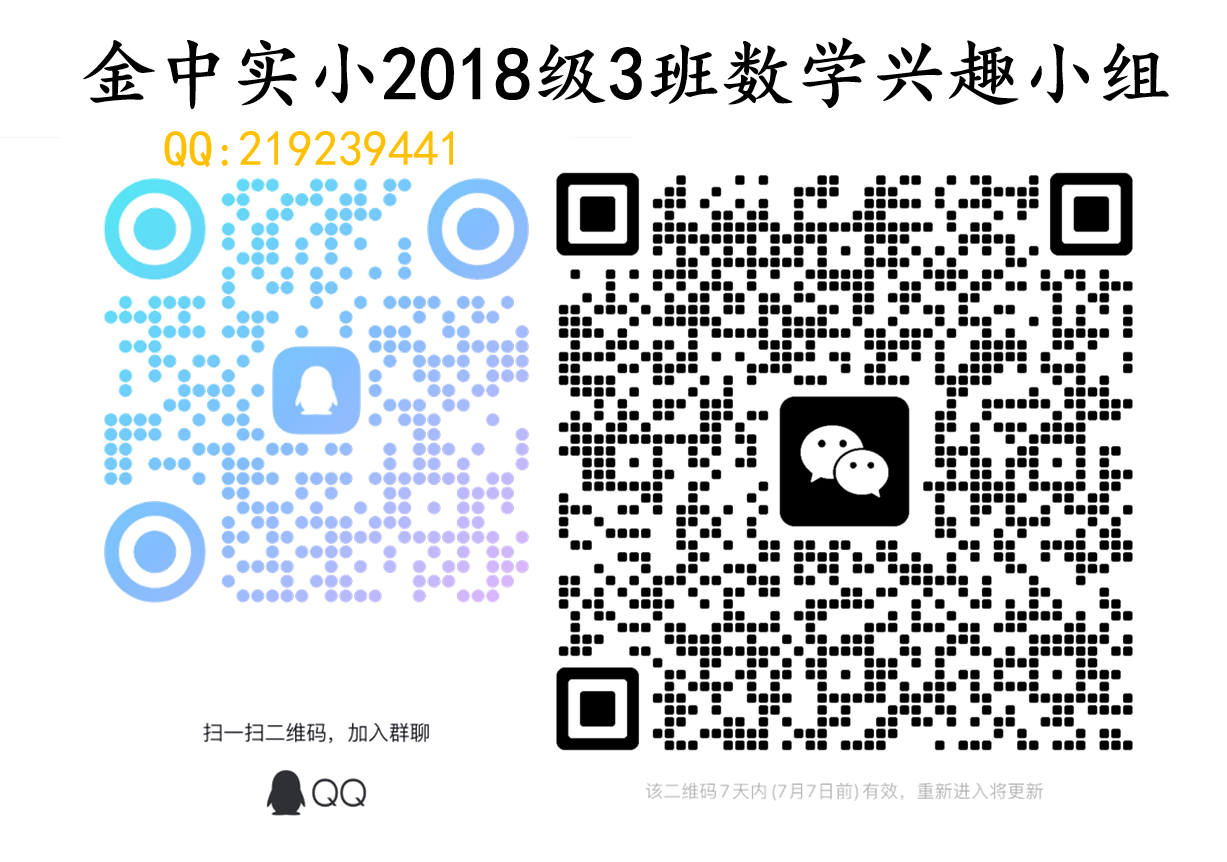 金中实小2018级3班数学兴趣小组
QQ:219239441
扫一扫二维码，加入群聊
QQ
该二维码7天内(7月7日前)有效，重新进入将更新